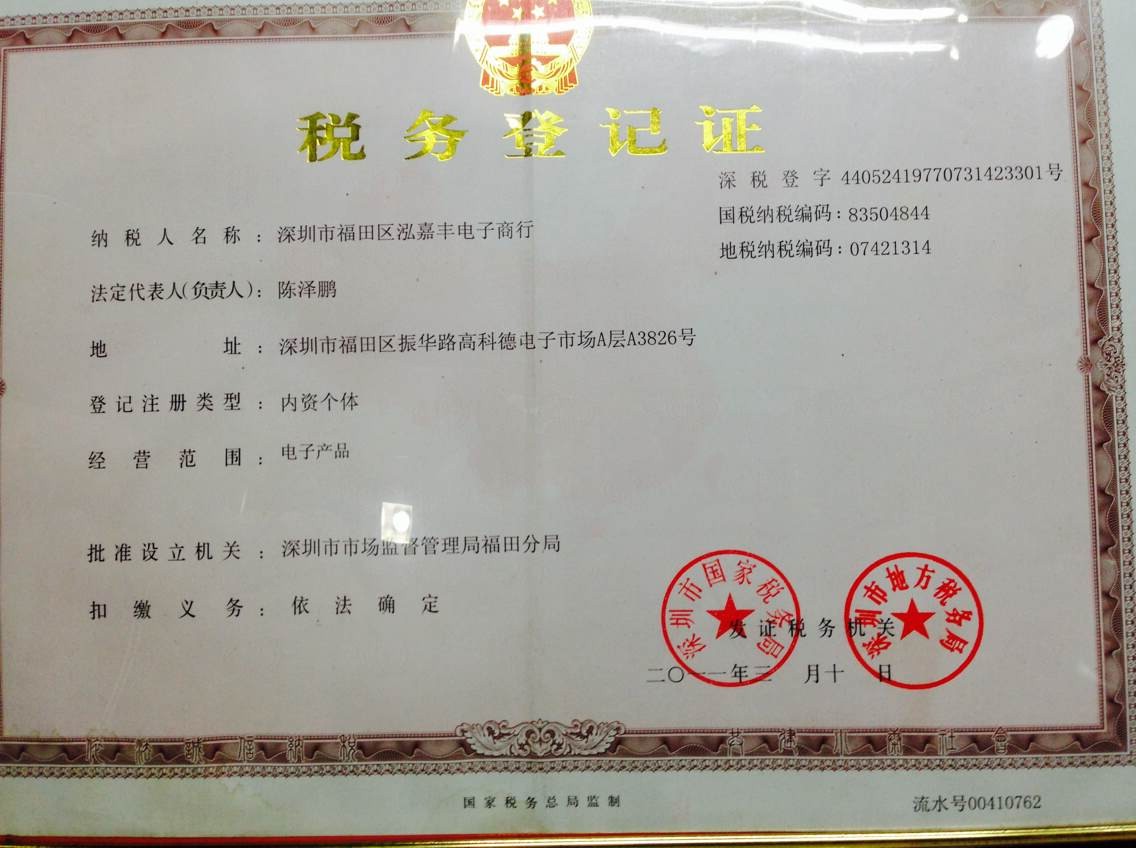 税务登记证
深税登字 44052419770731423301号
国税纳税编码：83504844
地税纳税编码：07421314
纳税人名称：深圳市福田区泓嘉丰电子商行
法定代表人(负责人)：陈泽鹏
地址：深圳市福田区振华路高科德电子市场A层A3826号
登记注册类型：内资个体
经营范围：电子产品
批准设立机关：深圳市市场监督管理局福田分局
扣缴义务：依法确定
深圳市国家税务局
深圳市地方税务局
发证税务机关
二〇一一年三月十日
国家税务总局监制
流水号00410762